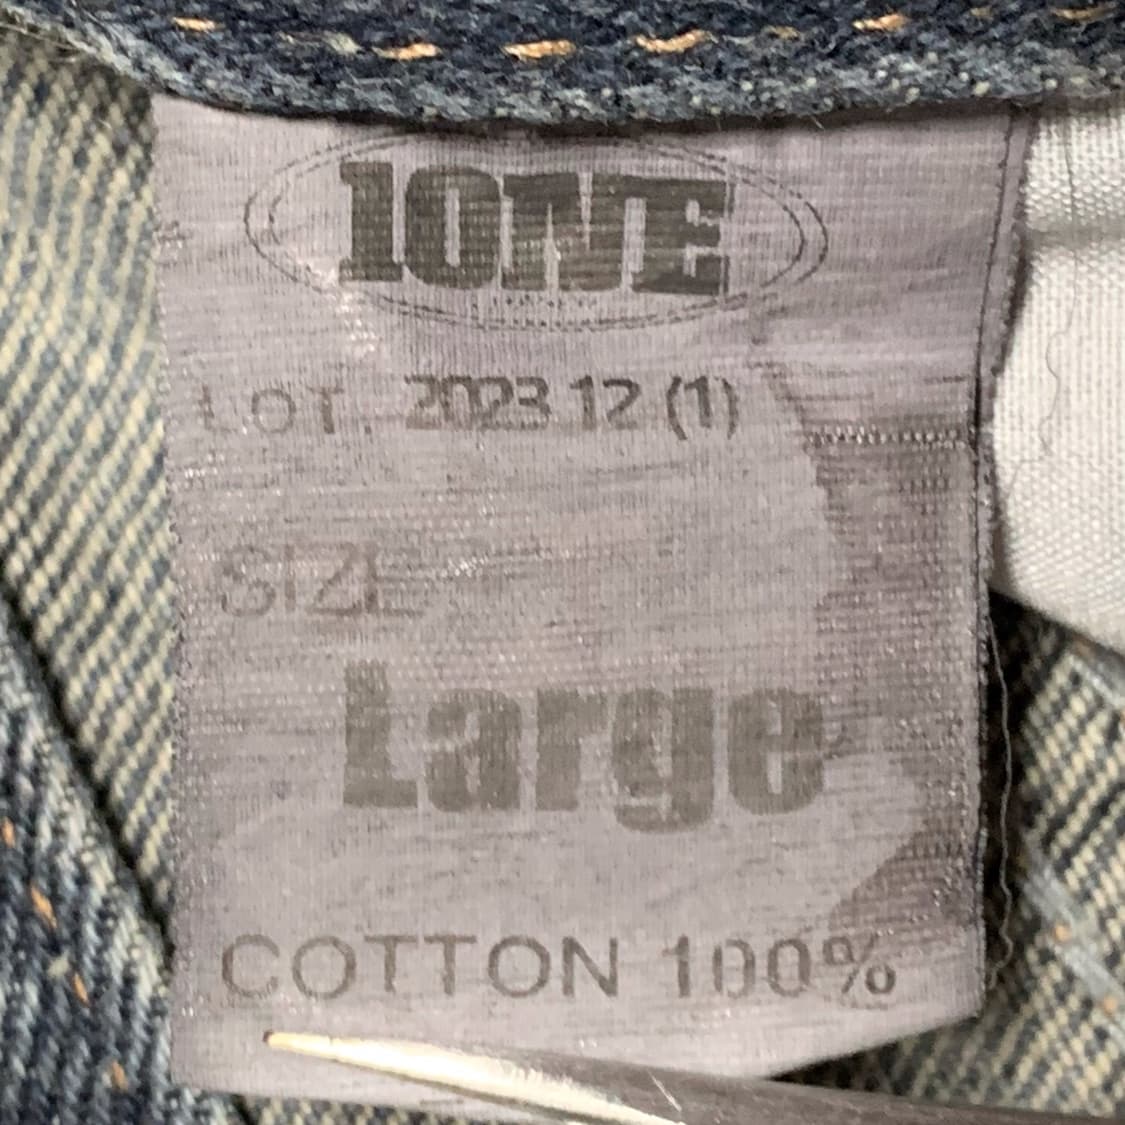 1ONE
LOT. 2023.12 (1)
SIZE
Large
COTTON 100%